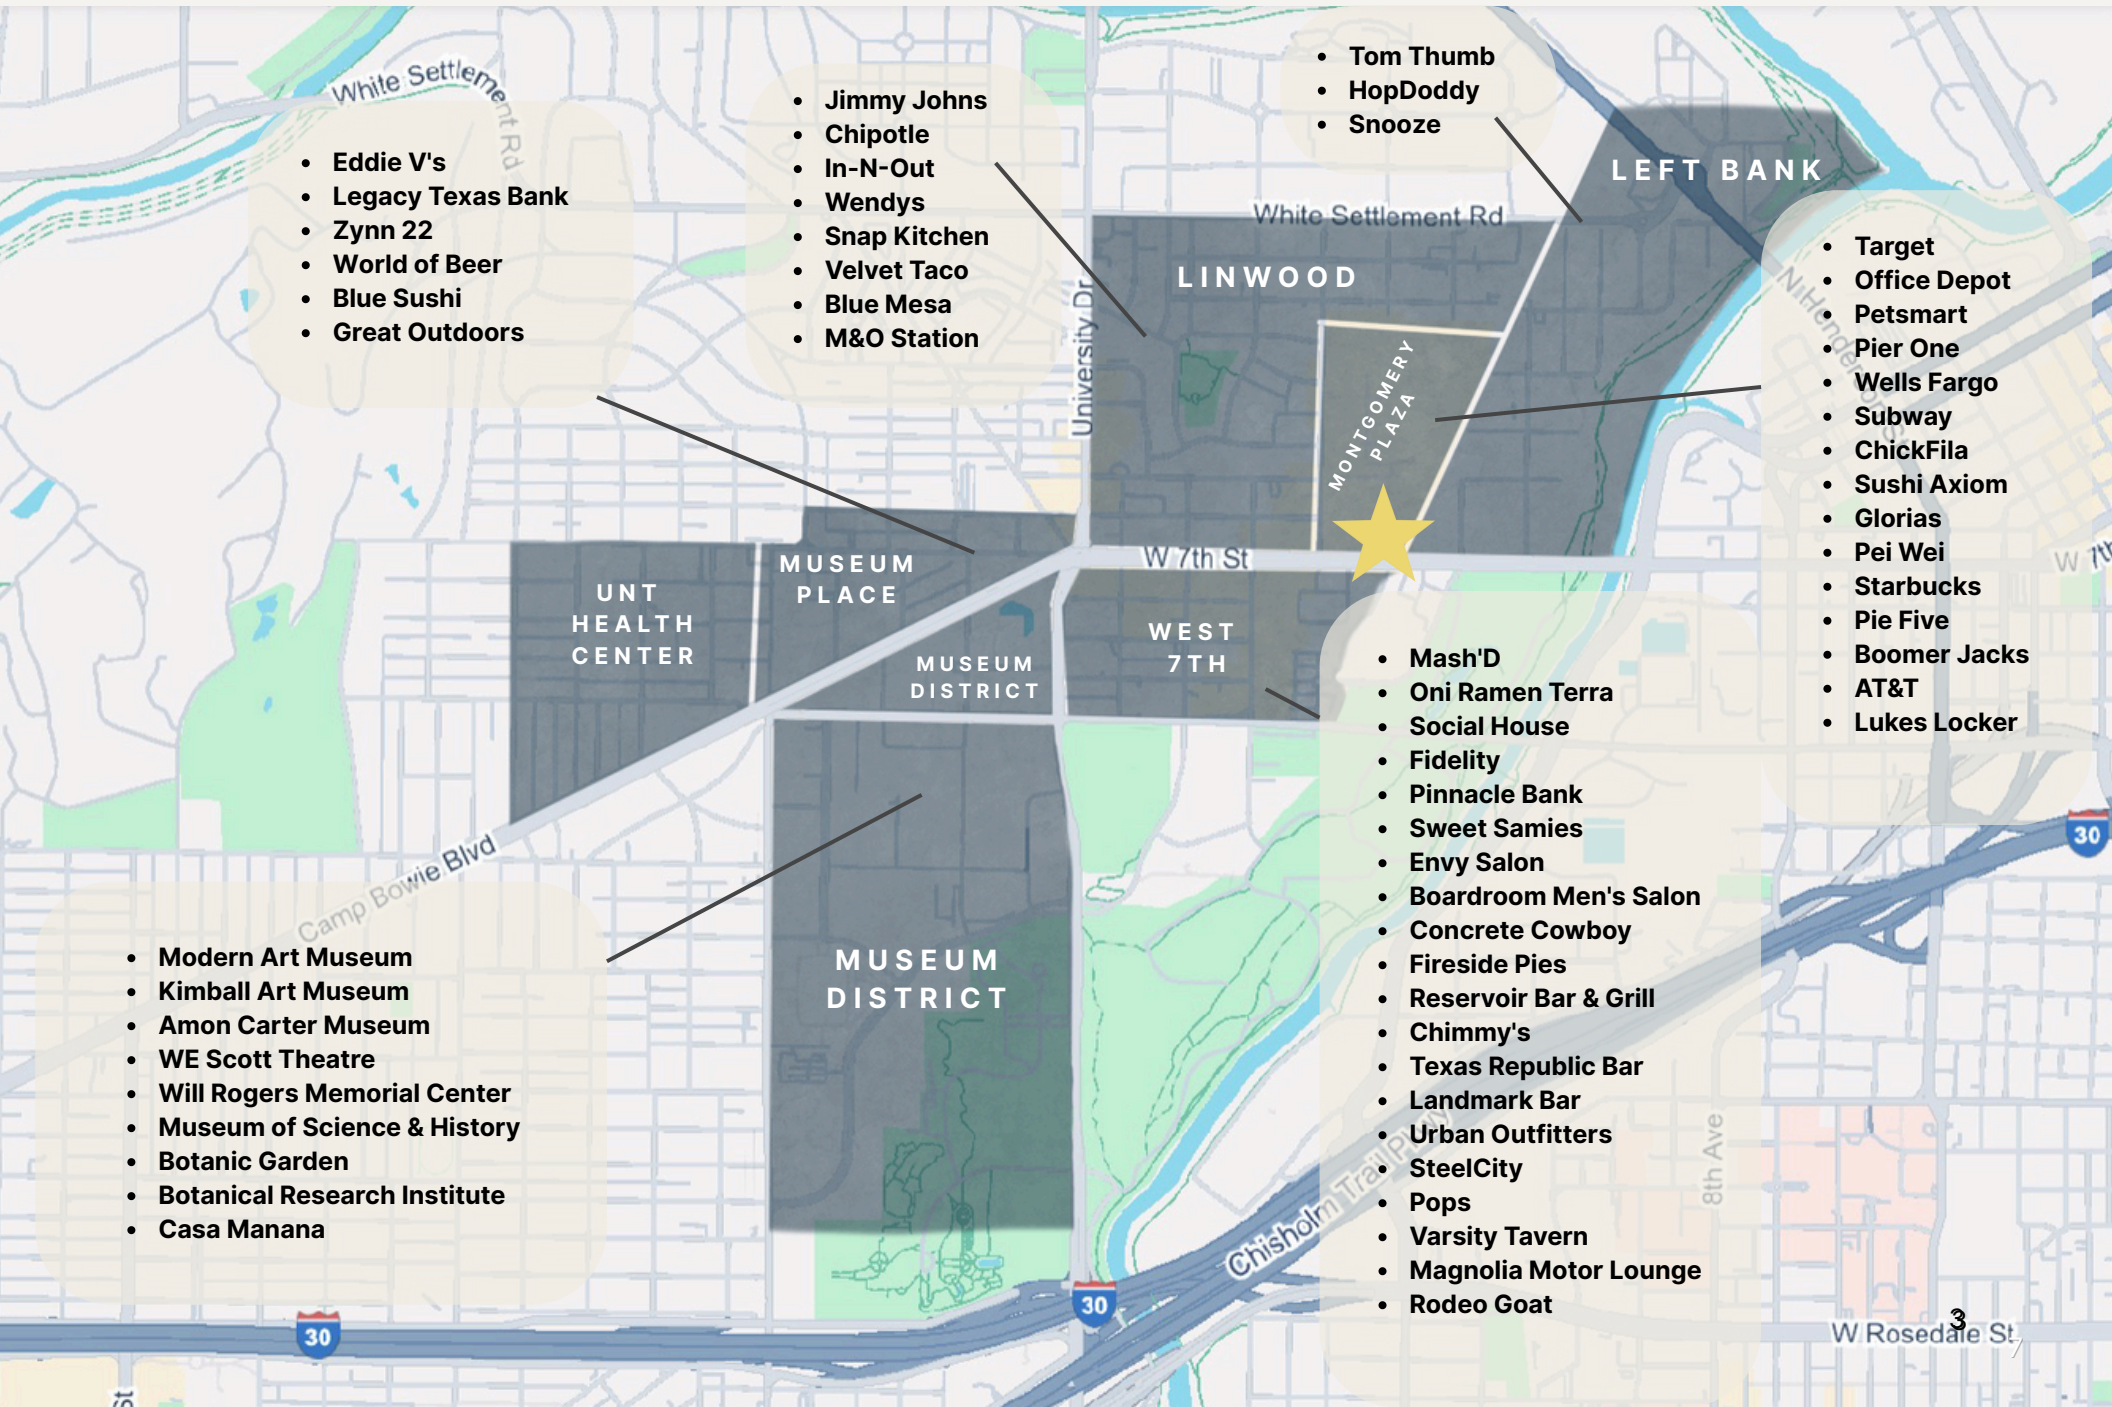 White Settlement Rd
• Eddie V's
• Legacy Texas Bank
• Zynn 22
• World of Beer
• Blue Sushi
• Great Outdoors
• Jimmy Johns
• Chipotle
• In-N-Out
• Wendys
• Snap Kitchen
• Velvet Taco
• Blue Mesa
• M&O Station
• Tom Thumb
• HopDoddy
• Snooze
LEFT BANK
White Settlement Rd
LINWOOD
University Dr
MONTGOMERY
PLAZA
• Target
• Office Depot
• Petsmart
• Pier One
• Wells Fargo
• Subway
• ChickFila
• Sushi Axiom
• Glorias
• Pei Wei
• Starbucks
• Pie Five
• Boomer Jacks
• AT&T
• Lukes Locker
W 7th St
W 7th
UNT
HEALTH
CENTER
MUSEUM
PLACE
MUSEUM
DISTRICT
WEST
7TH
• Mash'D
• Oni Ramen Terra
• Social House
• Fidelity
• Pinnacle Bank
• Sweet Samies
• Envy Salon
• Boardroom Men's Salon
• Concrete Cowboy
• Fireside Pies
• Reservoir Bar & Grill
• Chimmy's
• Texas Republic Bar
• Landmark Bar
• Urban Outfitters
• SteelCity
• Pops
• Varsity Tavern
• Magnolia Motor Lounge
• Rodeo Goat
Camp Bowie Blvd
MUSEUM
DISTRICT
• Modern Art Museum
• Kimball Art Museum
• Amon Carter Museum
• WE Scott Theatre
• Will Rogers Memorial Center
• Museum of Science & History
• Botanic Garden
• Botanical Research Institute
• Casa Manana
30
30
30
Chisholm Trail Pkwy
8th Ave
W Rosedale St
3
7